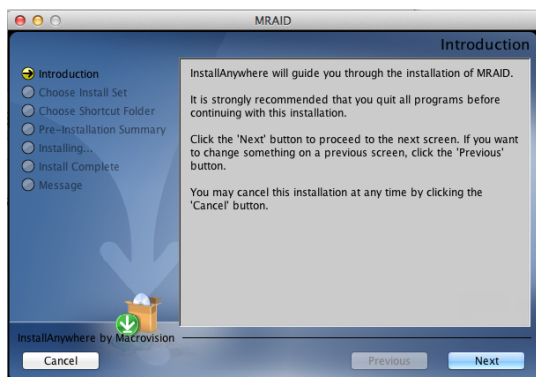 MRAID
Introduction
Introduction
Choose Install Set
Choose Shortcut Folder
Pre-Installation Summary
Installing...
Install Complete
Message
InstallAnywhere will guide you through the installation of MRAID.
It is strongly recommended that you quit all programs before
continuing with this installation.
Click the 'Next' button to proceed to the next screen. If you want
to change something on a previous screen, click the 'Previous'
button.
You may cancel this installation at any time by clicking the
'Cancel' button.
InstallAnywhere by Macrovision
Cancel
Previous
Next